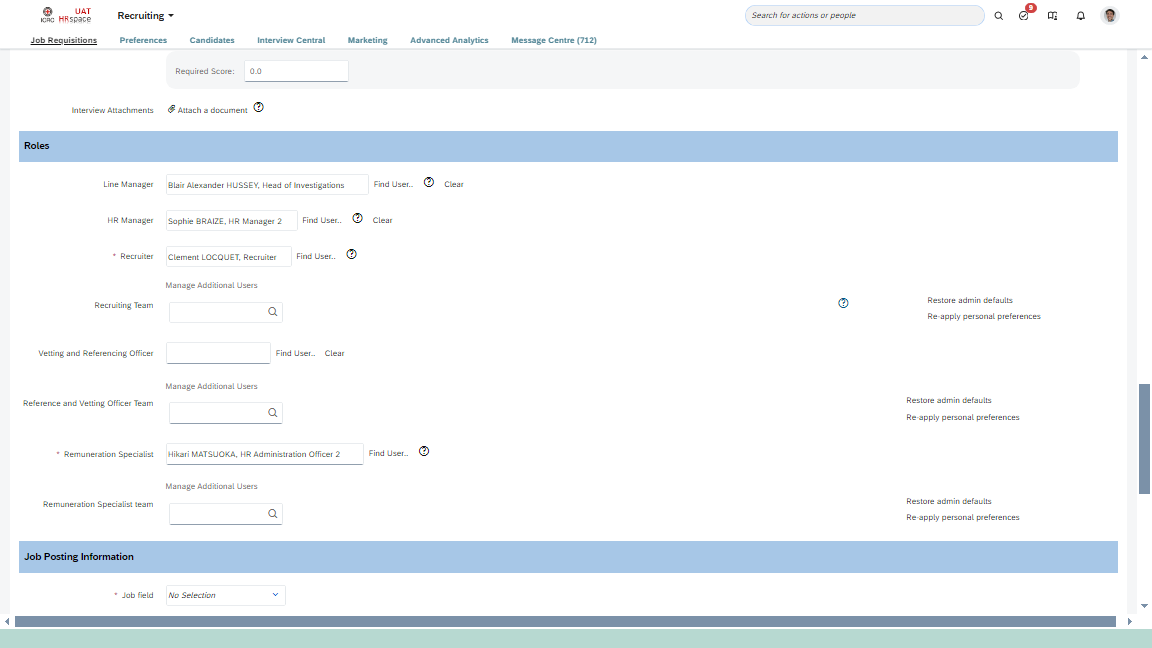 ICRC
UAT
HRspace
Recruiting
Search for actions or people
9
Job Requisitions
Preferences
Candidates
Interview Central
Marketing
Advanced Analytics
Message Centre (712)
Required Score:
0.0
Interview Attachments
Attach a document
Roles
Line Manager
Blair Alexander HUSSEY, Head of Investigations
Find User..
Clear
HR Manager
Sophie BRAIZE, HR Manager 2
Find User..
Clear
* Recruiter
Clement LOCQUET, Recruiter
Find User..
Manage Additional Users
Recruiting Team
Restore admin defaults
Re-apply personal preferences
Vetting and Referencing Officer
Find User..
Clear
Manage Additional Users
Reference and Vetting Officer Team
Restore admin defaults
Re-apply personal preferences
* Remuneration Specialist
Hikari MATSUOKA, HR Administration Officer 2
Find User..
Manage Additional Users
Remuneration Specialist team
Restore admin defaults
Re-apply personal preferences
Job Posting Information
* Job field
No Selection